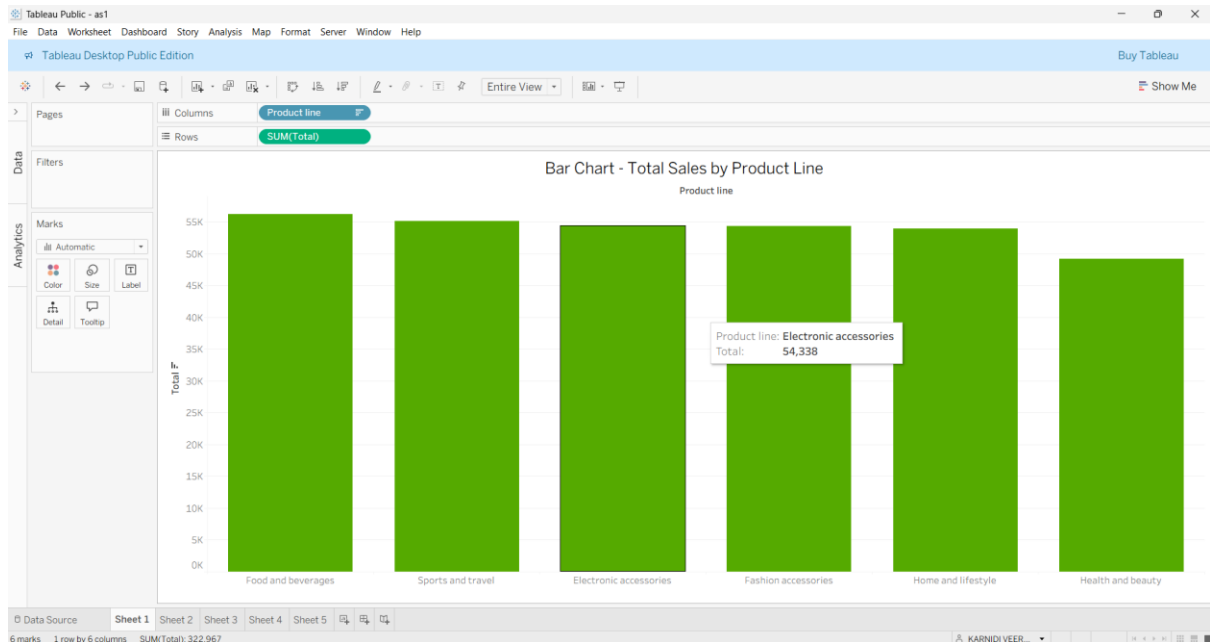 Tableau Public - as1
File Data Worksheet Dashboard Story Analysis Map Format Server Window Help
Tableau Desktop Public Edition
Buy Tableau
Entire View
Show Me
Pages
Columns
Product line
Rows
SUM(Total)
Data
Analytics
Filters
Marks
Automatic
Color
Size
Label
Detail
Tooltip
Bar Chart - Total Sales by Product Line
Product line
Total
55K
50K
45K
40K
35K
30K
25K
20K
15K
10K
5K
0K
Product line: Electronic accessories
Total: 54,338
Food and beverages
Sports and travel
Electronic accessories
Fashion accessories
Home and lifestyle
Health and beauty
Data Source
Sheet 1
Sheet 2
Sheet 3
Sheet 4
Sheet 5
6 marks 1 row by 6 columns SUM(Total): 322,967
KARNIDI VEER...